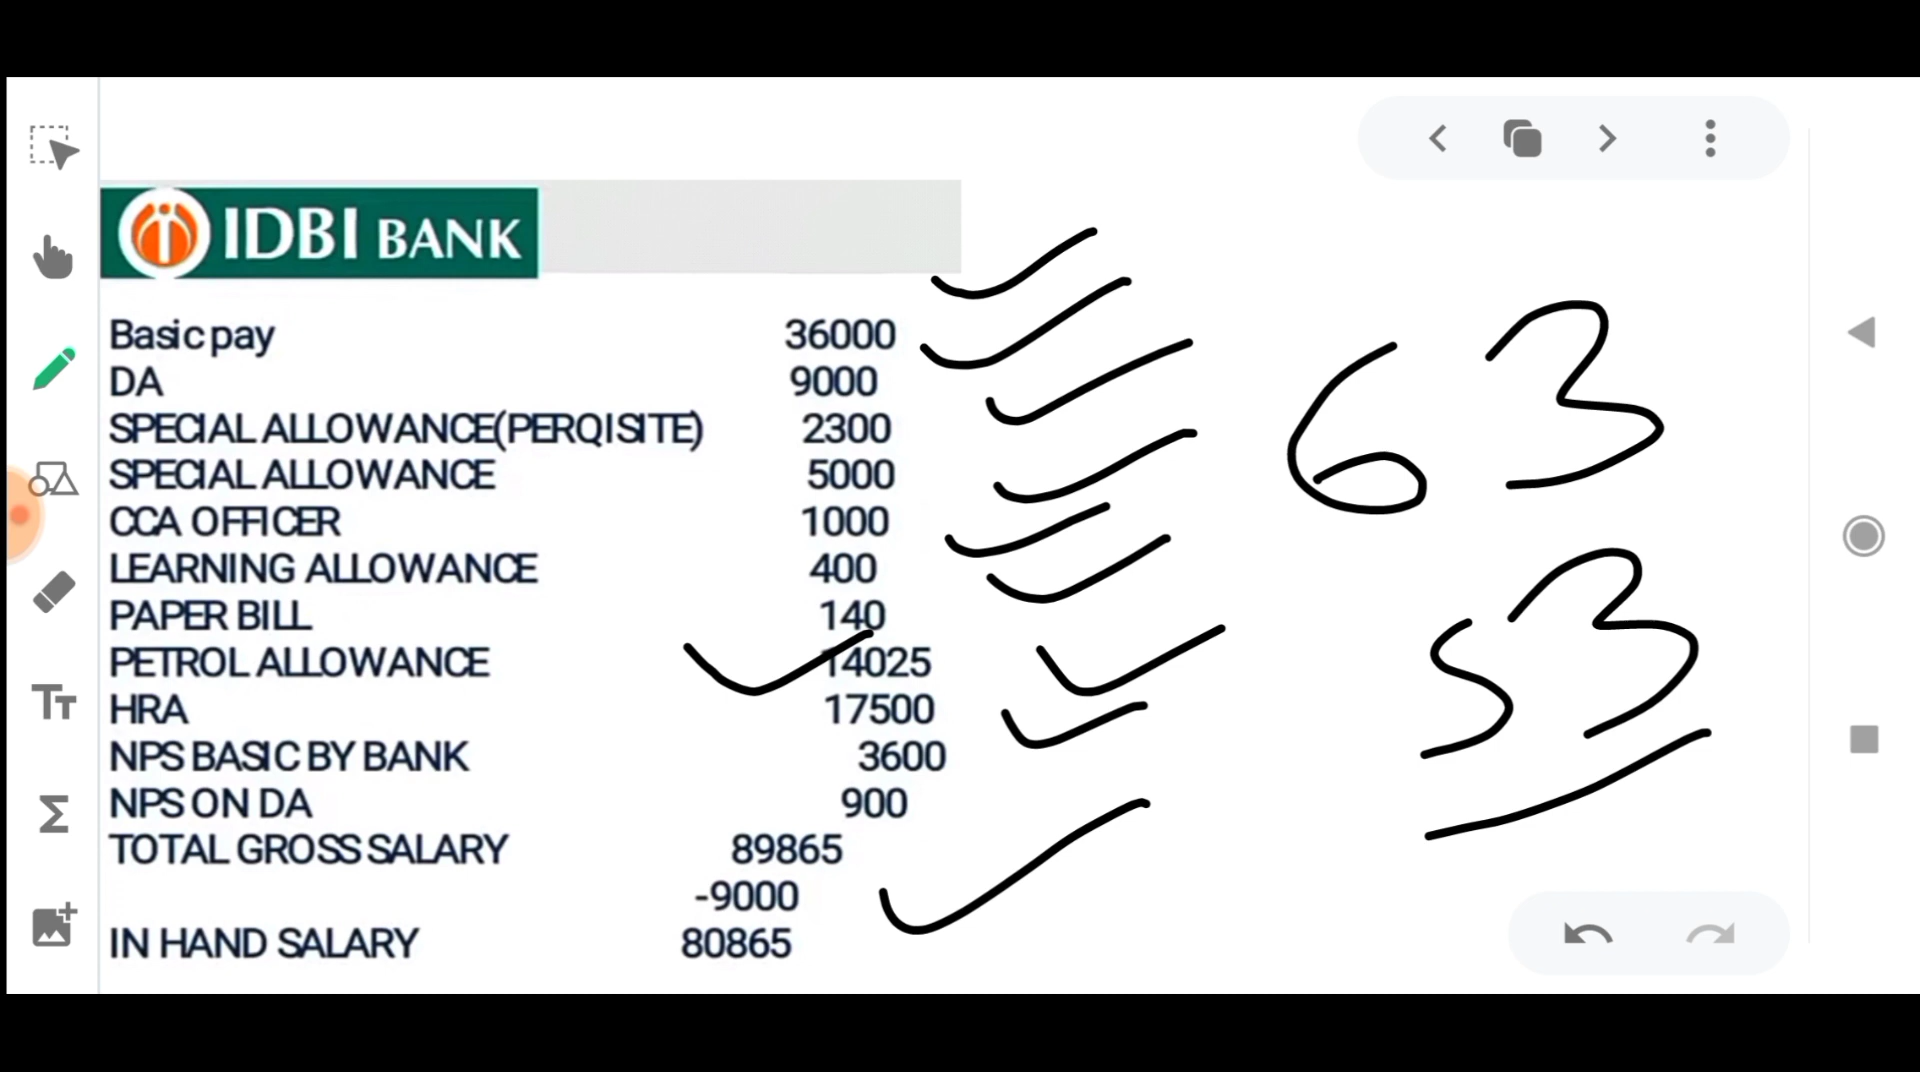 IDBI BANK
Basic pay 36000
DA 9000
SPECIAL ALLOWANCE(PERQISITE) 2300
SPECIAL ALLOWANCE 5000
CCA OFFICER 1000
LEARNING ALLOWANCE 400
PAPER BILL 140
PETROL ALLOWANCE 14025
HRA 17500
NPS BASIC BY BANK 3600
NPS ON DA 900
TOTAL GROSS SALARY 89865
-9000
IN HAND SALARY 80865
63
53
Tт
Σ